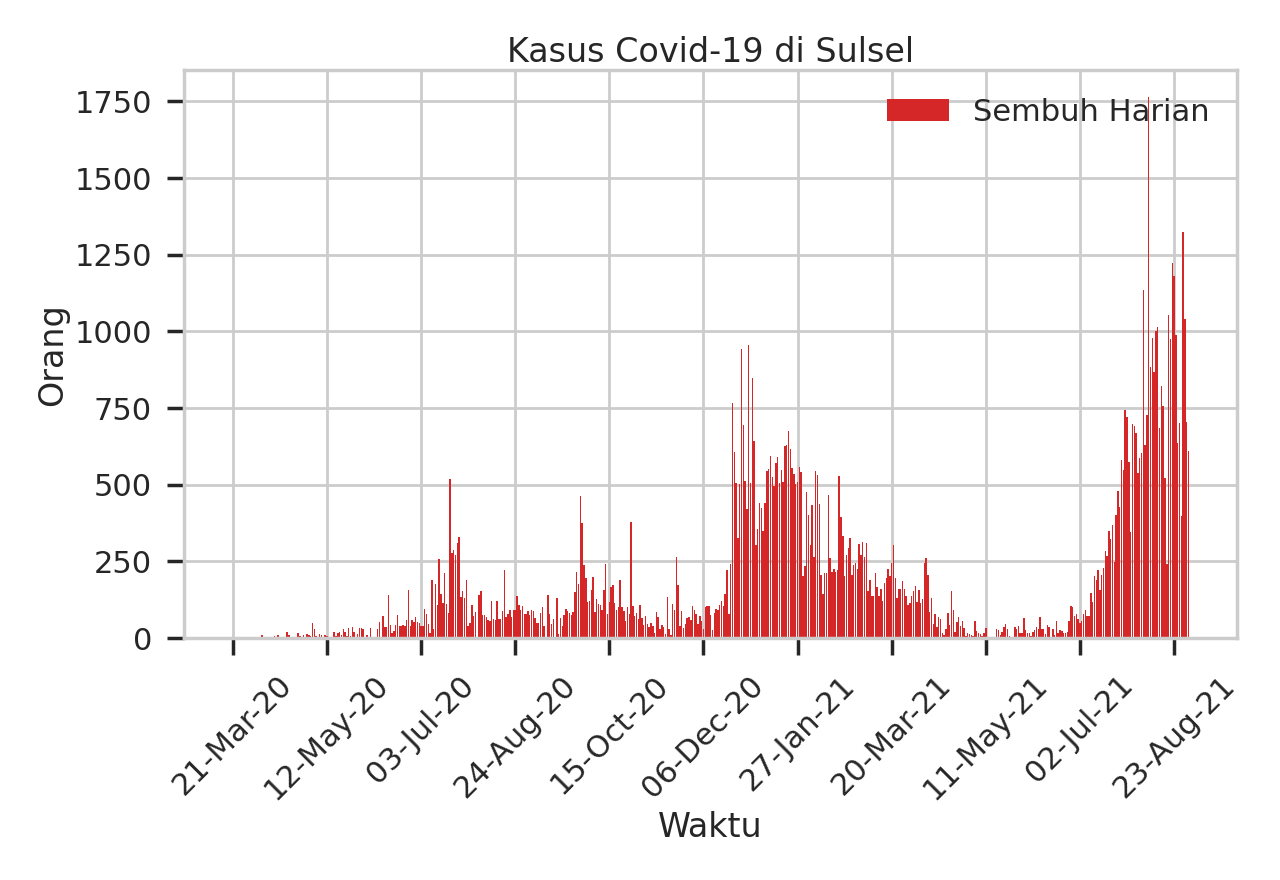 Kasus Covid-19 di Sulsel
Sembuh Harian
Orang
1750
1500
1250
1000
750
500
250
0
21-Mar-20
12-May-20
03-Jul-20
24-Aug-20
15-Oct-20
06-Dec-20
27-Jan-21
20-Mar-21
11-May-21
02-Jul-21
23-Aug-21
Waktu